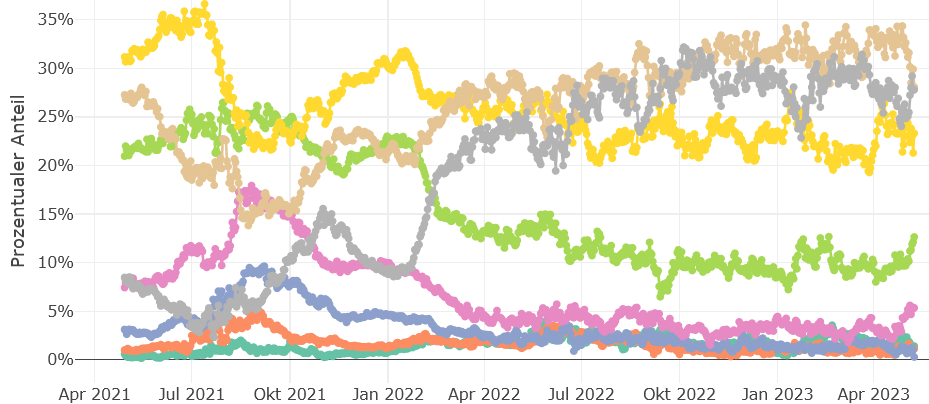 35%
30%
25%
20%
15%
10%
5%
0%
Prozentualer Anteil
Apr 2021
Jul 2021
Okt 2021
Jan 2022
Apr 2022
Jul 2022
Okt 2022
Jan 2023
Apr 2023